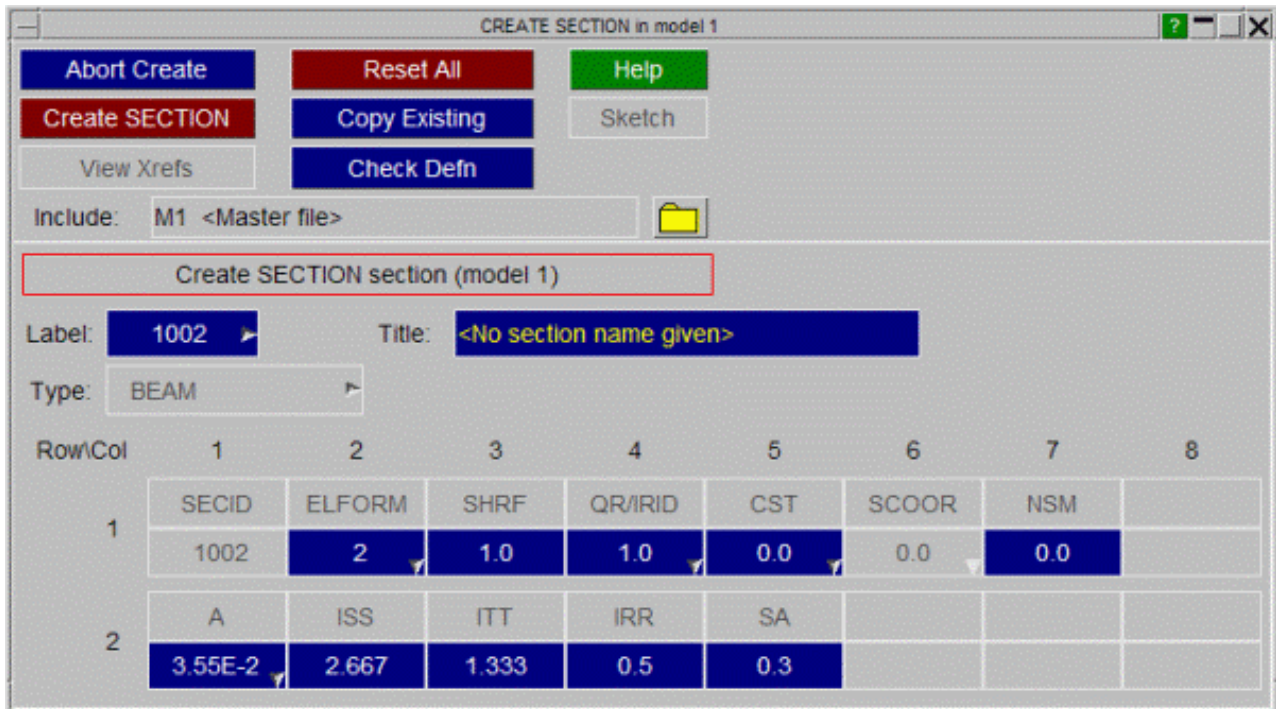 CREATE SECTION in model 1 ?
Abort Create Reset All Help
Create SECTION Copy Existing Sketch
View Xrefs Check Defn
Include: M1 <Master file>
Create SECTION section (model 1)
Label: 1002 Title: <No section name given>
Type: BEAM
Row\Col 1 2 3 4 5 6 7 8
SECID ELFORM SHRF QR/IRID CST SCOOR NSM
1
1002 2 1.0 1.0 0.0 0.0 0.0
A ISS ITT IRR SA
2
3.55E-2 2.667 1.333 0.5 0.3